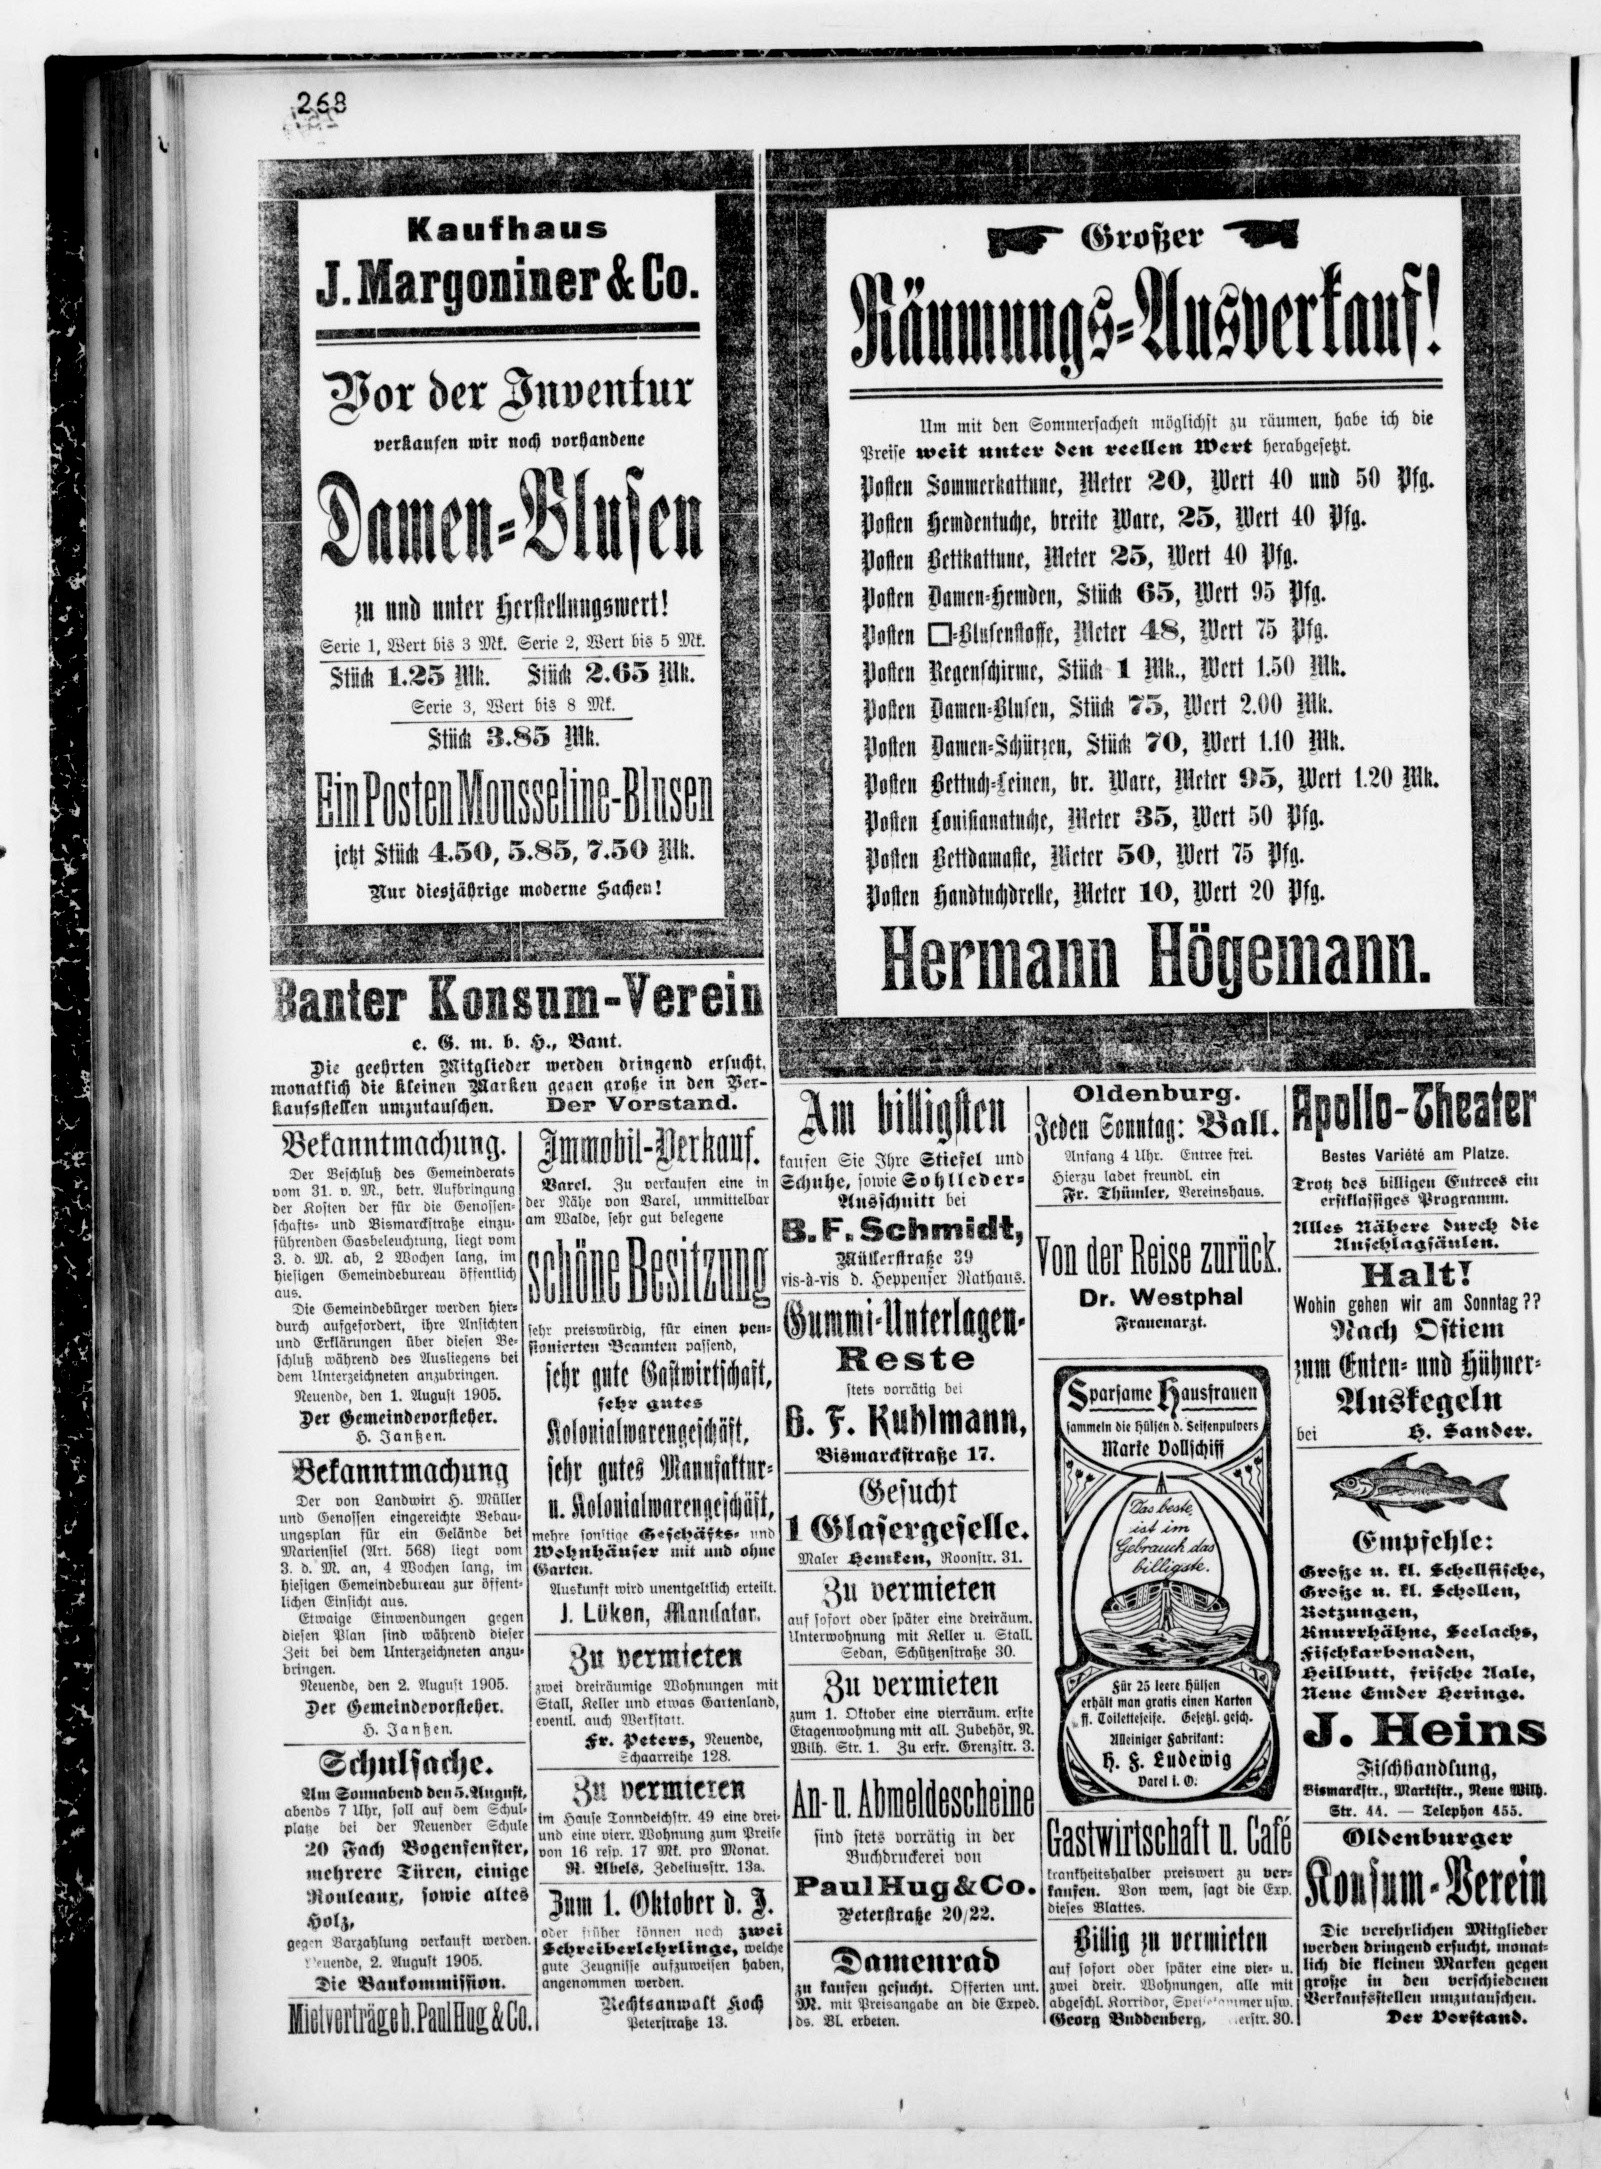 268
Kaufhaus
J. Margoniner & Co.
Vor der Inventur
verkaufen wir noch vorhandene
Damen-Blusen
zu und unter Herstellungswert!
Serie 1, Wert bis 3 Mk. Serie 2, Wert bis 5 Mk.
Stück 1.25 Mk. Stück 2.65 Mk.
Serie 3, Wert bis 8 Mk.
Stück 3.85 Mk.
Ein Posten Mousseline-Blusen
jetzt Stück 4.50, 5.85, 7.50 Mk.
Nur diesjährige moderne Sachen!
Großer
Räumungs-Ausverkauf!
Um mit den Sommersachen möglichst zu räumen, habe ich die
Preise weit unter den reellen Wert herabgesetzt.
Posten Sommerkattune, Meter 20, Wert 40 und 50 Pfg.
Posten Hemdentuche, breite Ware, 25, Wert 40 Pfg.
Posten Bettkattune, Meter 25, Wert 40 Pfg.
Posten Damen-Hemden, Stück 65, Wert 95 Pfg.
Posten □-Blusenstoffe, Meter 48, Wert 75 Pfg.
Posten Regenschirme, Stück 1 Mk., Wert 1.50 Mk.
Posten Damen-Blusen, Stück 75, Wert 2.00 Mk.
Posten Damen-Schürzen, Stück 70, Wert 1.10 Mk.
Posten Bettuch-Leinen, br. Ware, Meter 95, Wert 1.20 Mk.
Posten Louisianatuche, Meter 35, Wert 50 Pfg.
Posten Bettdamaste, Meter 50, Wert 75 Pfg.
Posten Handtuchdrelle, Meter 10, Wert 20 Pfg.
Hermann Högemann.
Banter Konsum-Verein
e. G. m. b. H., Bant.
Die geehrten Mitglieder werden dringend ersucht,
monatlich die kleinen Marken gegen große in den Ver-
kaufsstellen umzutauschen. Der Vorstand.
Bekanntmachung.
Der Beschluß des Gemeinderats
vom 31. v. M., betr. Aufbringung
der Kosten der für die Genossen-
schafts- und Bismarckstraße einzu-
führenden Gasbeleuchtung, liegt vom
3. d. M. ab, 2 Wochen lang, im
hiesigen Gemeindebureau öffentlich
aus.
Die Gemeindebürger werden hier-
durch aufgefordert, ihre Ansichten
und Erklärungen über diesen Be-
schluß während des Ausliegens bei
dem Unterzeichneten anzubringen.
Neuende, den 1. August 1905.
Der Gemeindevorsteher.
H. Janßen.
Bekanntmachung
Der von Landwirt H. Müller
und Genossen eingereichte Bebau-
ungsplan für ein Gelände bei
Mariensiel (Art. 568) liegt vom
3. d. M. an, 4 Wochen lang, im
hiesigen Gemeindebureau zur öffent-
lichen Einsicht aus.
Etwaige Einwendungen gegen
diesen Plan sind während dieser
Zeit bei dem Unterzeichneten anzu-
bringen.
Neuende, den 2. August 1905.
Der Gemeindevorsteher.
H. Janßen.
Schulsache.
Am Sonnabend den 5. August,
abends 7 Uhr, soll auf dem Schul-
platze bei der Neuender Schule
20 Fach Bogenfenster,
mehrere Türen, einige
Rouleaux, sowie altes
Holz,
gegen Barzahlung verkauft werden.
Neuende, 2. August 1905.
Die Baukommission.
Mietverträge b. Paul Hug & Co.
Immobil-Verkauf.
Varel. Zu verkaufen eine in
der Nähe von Varel, unmittelbar
am Walde, sehr gut belegene
schöne Besitzung
sehr preiswürdig, für einen pen-
sionierten Beamten passend,
sehr gute Gastwirtschaft,
sehr gutes
Kolonialwarengeschäft,
sehr gutes Manufaktur-
u. Kolonialwarengeschäft,
mehre sonstige Geschäfts- und
Wohnhäuser mit und ohne
Garten.
Auskunft wird unentgeltlich erteilt.
J. Lüken, Mandatar.
Zu vermieten
zwei dreiräumige Wohnungen mit
Stall, Keller und etwas Gartenland,
eventl. auch Werkstatt.
Fr. Peters, Neuende,
Schaarreihe 128.
Zu vermieten
im Hause Tonndeichstr. 49 eine drei-
und eine vierr. Wohnung zum Preise
von 16 resp. 17 Mk. pro Monat.
R. Abels, Zedeliusstr. 13a.
Zum 1. Oktober d. J.
oder früher können noch zwei
Schreiberlehrlinge, welche
gute Zeugnisse aufzuweisen haben,
angenommen werden.
Rechtsanwalt Koch
Peterstraße 13.
Am billigsten
kaufen Sie Ihre Stiefel und
Schuhe, sowie Sohlleder-
Ausschnitt bei
B. F. Schmidt,
Müllerstraße 39
vis-à-vis d. Heppenser Rathaus.
Gummi-Unterlagen-
Reste
stets vorrätig bei
B. F. Kuhlmann,
Bismarckstraße 17.
Gesucht
1 Glasergeselle.
Maler Hemken, Roonstr. 31.
Zu vermieten
auf sofort oder später eine dreiräum.
Unterwohnung mit Keller u. Stall.
Sedan, Schützenstraße 30.
Zu vermieten
zum 1. Oktober eine vierräum. erste
Etagenwohnung mit all. Zubehör, N.
Wilh. Str. 1. Zu erfr. Grenzstr. 3.
An- u. Abmeldescheine
sind stets vorrätig in der
Buchdruckerei von
Paul Hug & Co.
Peterstraße 20/22.
Damenrad
zu kaufen gesucht. Offerten unt.
M. mit Preisangabe an die Exped.
ds. Bl. erbeten.
Oldenburg.
Jeden Sonntag: Ball.
Anfang 4 Uhr. Entree frei.
Hierzu ladet freundl. ein
Fr. Thümler, Vereinshaus.
Von der Reise zurück.
Dr. Westphal
Frauenarzt.
Sparsame Hausfrauen
sammeln die Hülsen d. Seifenpulvers
Marke Vollschiff
Das beste
ist im
Gebrauch das
billigste.
Für 25 leere Hülsen
erhält man gratis einen Karton
ff. Toiletteseife. Gesetzl. gesch.
Alleiniger Fabrikant:
H. F. Ludewig
Varel i. O.
Gastwirtschaft u. Café
krankheitshalber preiswert zu ver-
kaufen. Von wem, sagt die Exp.
dieses Blattes.
Billig zu vermieten
auf sofort oder später eine vier- u.
zwei dreir. Wohnungen, alle mit
abgeschl. Korridor, Speisekammer usw.
Georg Buddenberg, erstr. 30.
Apollo-Theater
Bestes Variété am Platze.
Trotz des billigen Entrees ein
erstklassiges Programm.
Alles Nähere durch die
Anschlagsäulen.
Halt!
Wohin gehen wir am Sonntag??
Nach Ostiem
zum Enten- und Hühner-
Auskegeln
bei H. Sander.
Empfehle:
Große u. kl. Schellfische,
Große u. kl. Schollen,
Rotzungen,
Knurrhähne, Seelachs,
Fischkarbonaden,
Heilbutt, frische Aale,
Neue Emder Heringe.
J. Heins
Fischhandlung,
Bismarckstr., Marktstr., Neue Wilh.
Str. 44. — Telephon 455.
Oldenburger
Konsum-Verein
Die verehrlichen Mitglieder
werden dringend ersucht, monat-
lich die kleinen Marken gegen
große in den verschiedenen
Verkaufsstellen umzutauschen.
Der Vorstand.